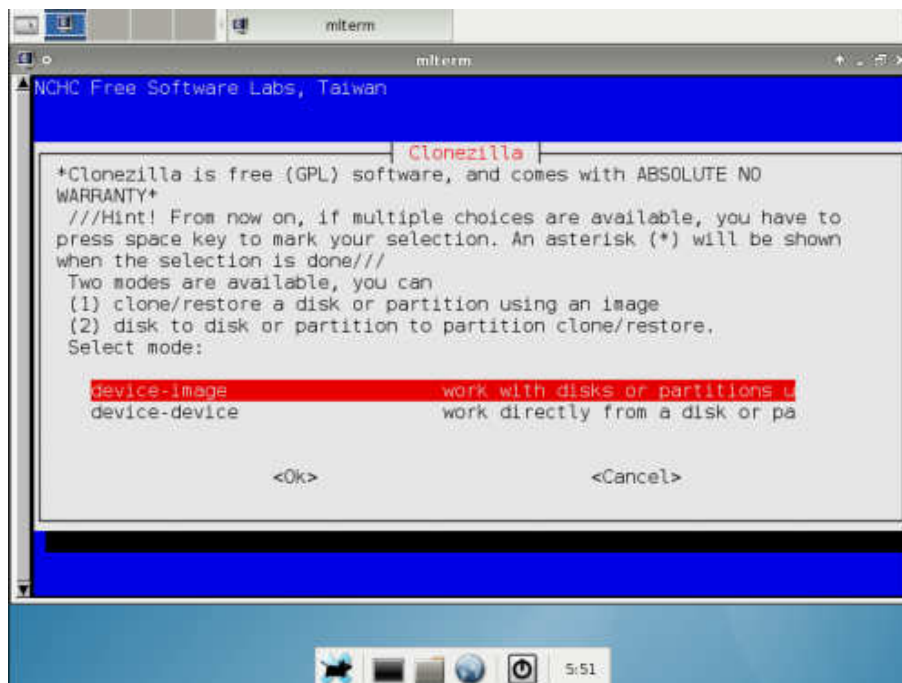 mlterm
mlterm
NCHC Free Software Labs, Taiwan
Clonezilla
*Clonezilla is free (GPL) software, and comes with ABSOLUTE NO
WARRANTY*
///Hint! From now on, if multiple choices are available, you have to
press space key to mark your selection. An asterisk (*) will be shown
when the selection is done///
Two modes are available, you can
(1) clone/restore a disk or partition using an image
(2) disk to disk or partition to partition clone/restore.
Select mode:
device-image work with disks or partitions u
device-device work directly from a disk or pa
<Ok> <Cancel>
5:51